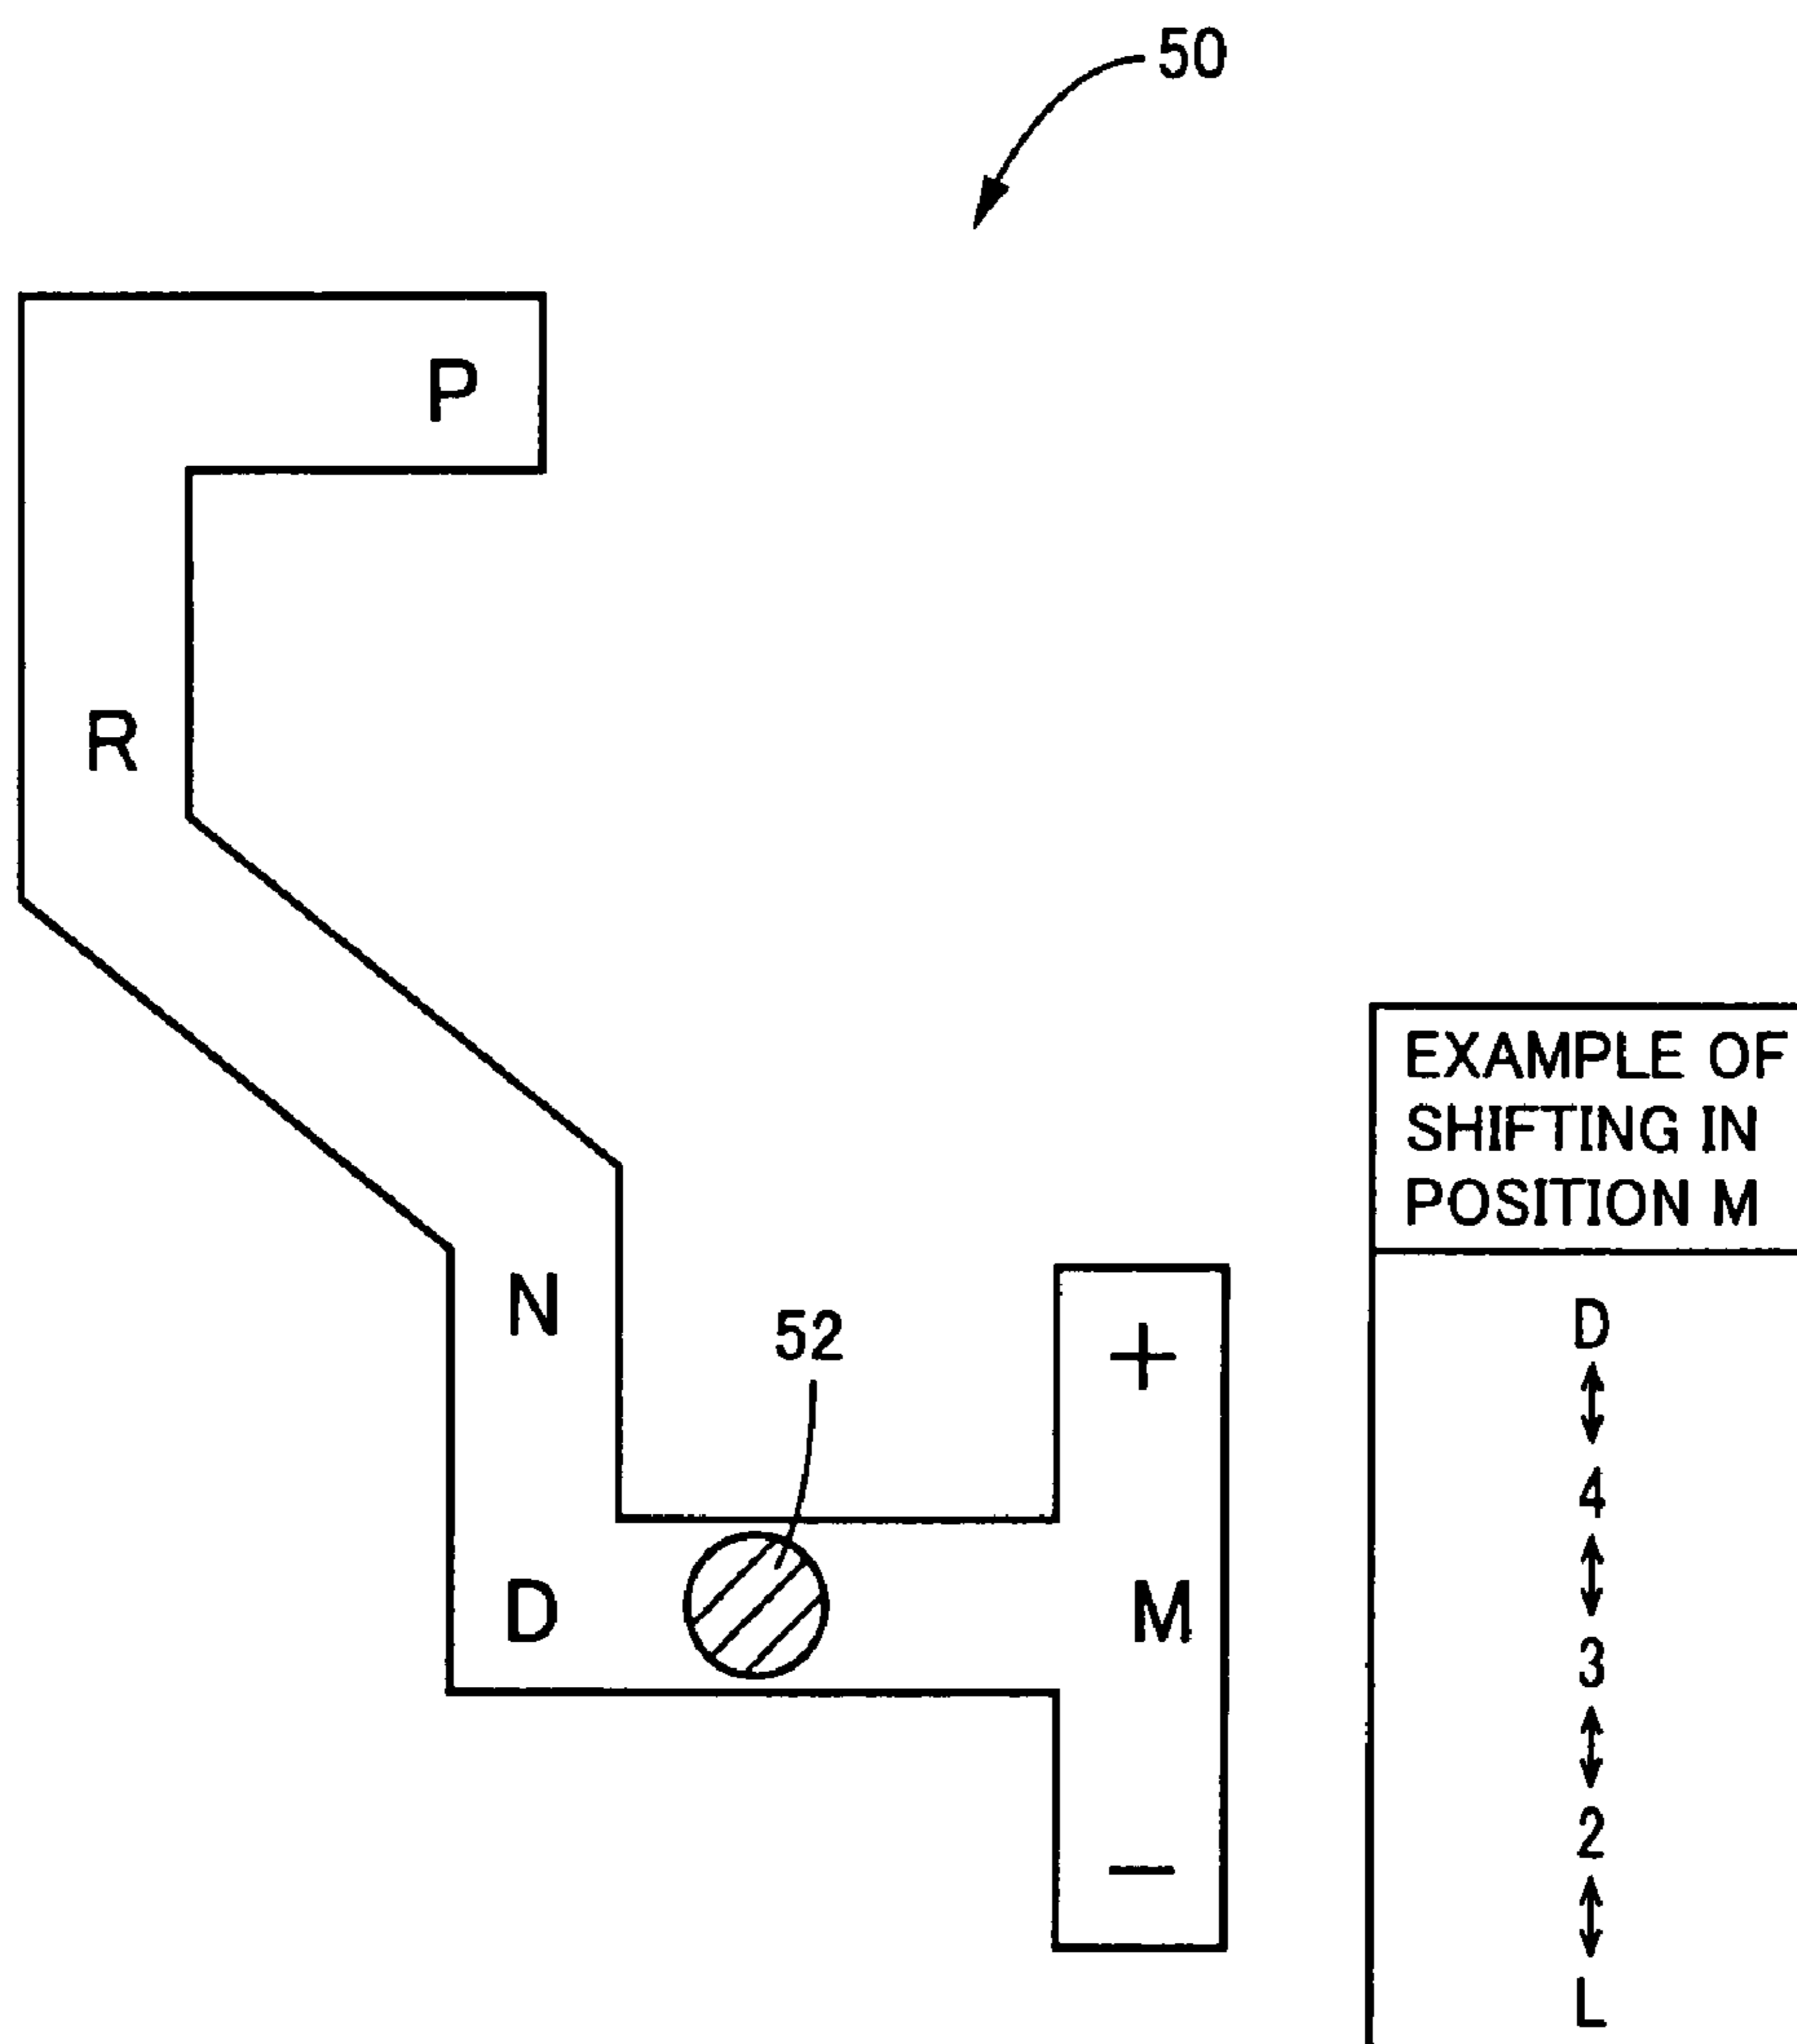 50
P
R
N
52
+
D
M
−
EXAMPLE OF
SHIFTING IN
POSITION M
D
4
3
2
L